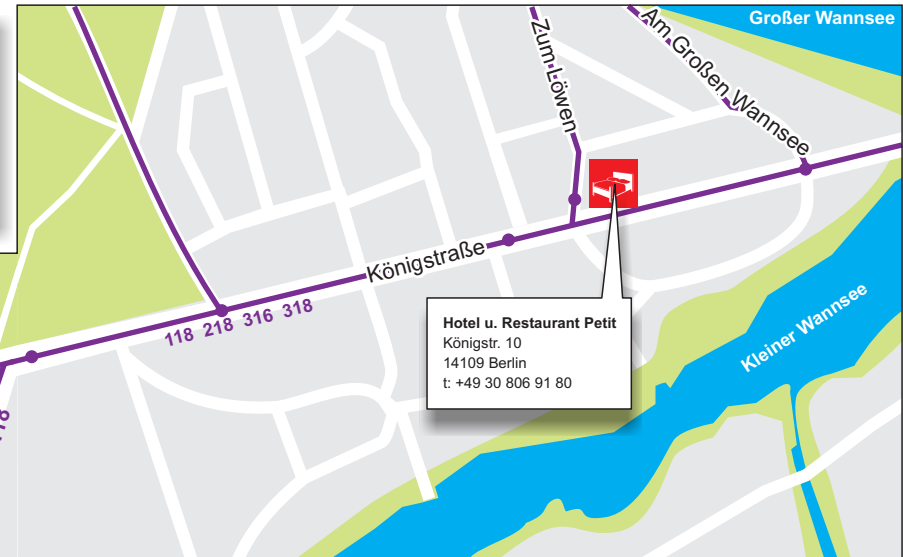 Großer Wannsee
Am Großen Wannsee
Zum Löwen
Königstraße
118 218 316 318
Hotel u. Restaurant Petit
Königstr. 10
14109 Berlin
t: +49 30 806 91 80
Kleiner Wannsee